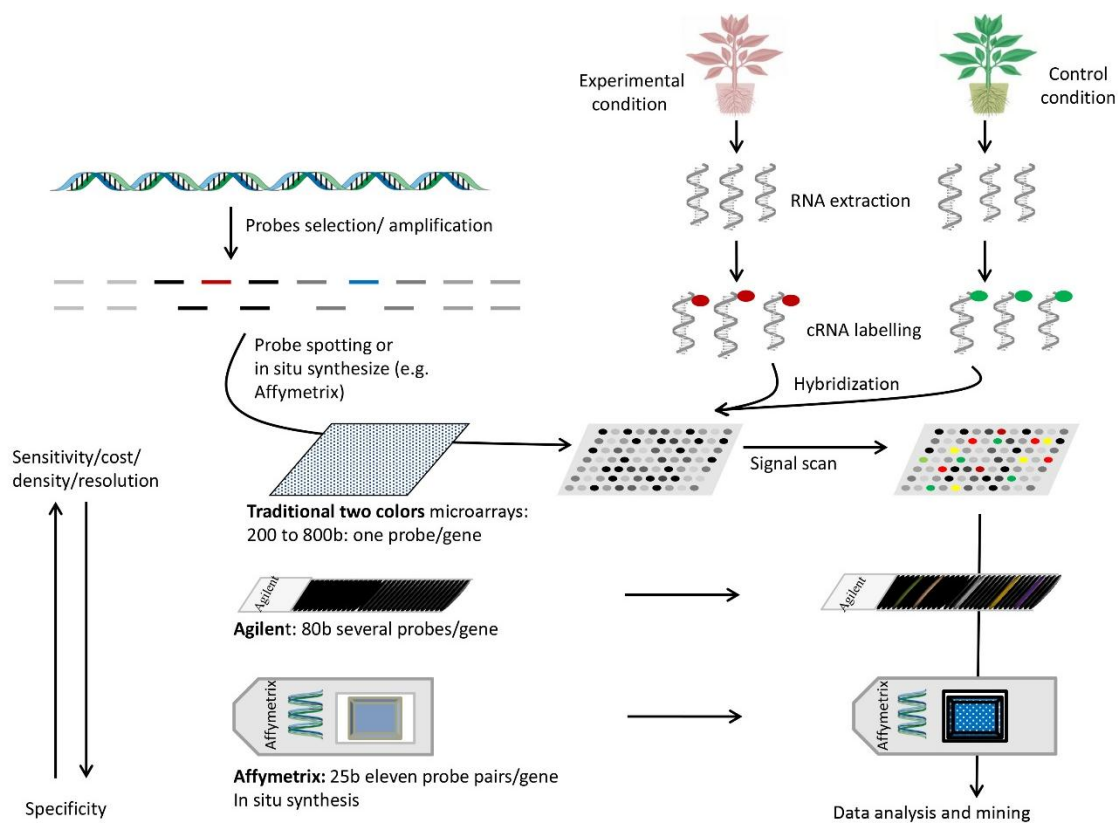 Experimental
condition
Control
condition
RNA extraction
Probes selection/ amplification
cRNA labelling
Probe spotting or
in situ synthesize (e.g.
Affymetrix)
Hybridization
Sensitivity/cost/
density/resolution
Signal scan
Traditional two colors microarrays:
200 to 800b: one probe/gene
Agilent
Agilent
Agilent: 80b several probes/gene
Affymetrix
Affymetrix
Affymetrix: 25b eleven probe pairs/gene
In situ synthesis
Specificity
Data analysis and mining